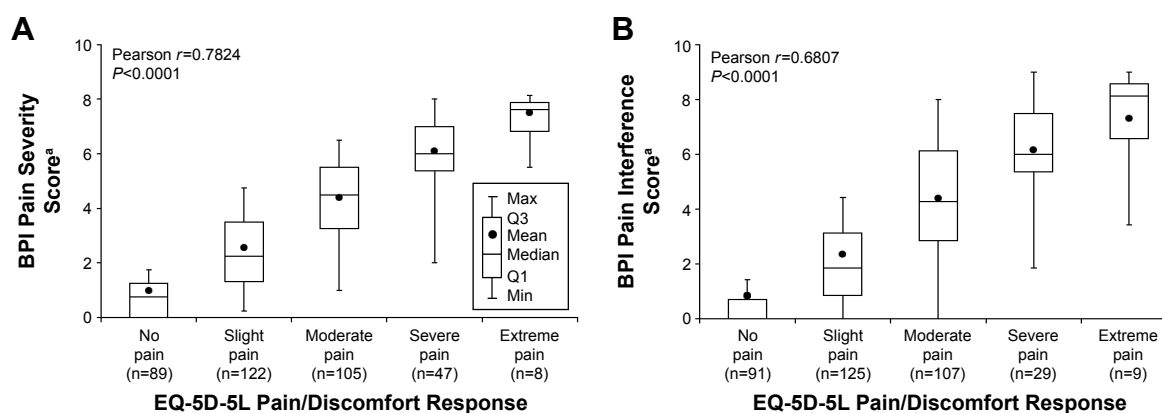 A
Pearson r=0.7824
P<0.0001
BPI Pain Severity
Scoreᵃ
10
8
6
4
2
0
Max
Q3
Mean
Median
Q1
Min
No
pain
(n=89)
Slight
pain
(n=122)
Moderate
pain
(n=105)
Severe
pain
(n=47)
Extreme
pain
(n=8)
EQ-5D-5L Pain/Discomfort Response
B
Pearson r=0.6807
P<0.0001
BPI Pain Interference
Scoreᵃ
10
8
6
4
2
0
No
pain
(n=91)
Slight
pain
(n=125)
Moderate
pain
(n=107)
Severe
pain
(n=29)
Extreme
pain
(n=9)
EQ-5D-5L Pain/Discomfort Response